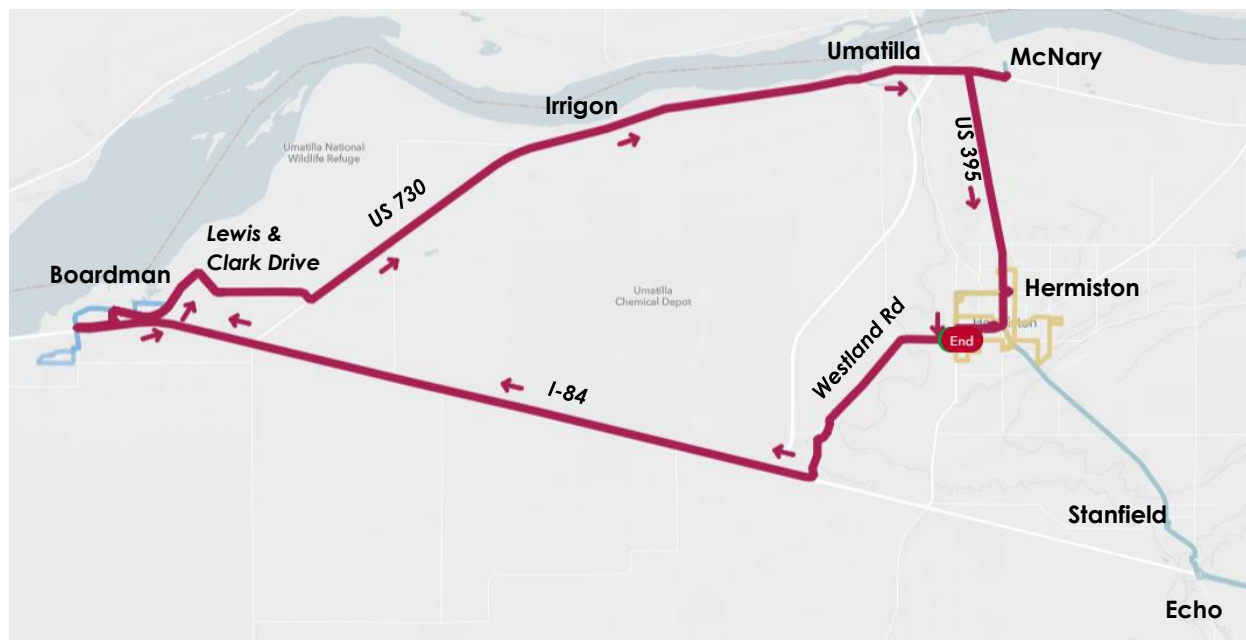 Umatilla
McNary
Irrigon
Umatilla National
Wildlife Refuge
US 395
US 730
Lewis &
Clark Drive
Boardman
Umatilla
Chemical Depot
Hermiston
Hermiston
End
Westland Rd
I-84
Stanfield
Echo